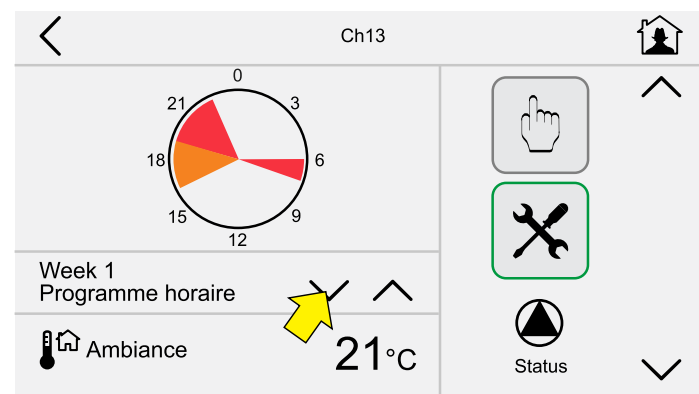 Ch13
0
21
3
18
6
15
9
12
Week 1
Programme horaire
Ambiance
21°C
Status